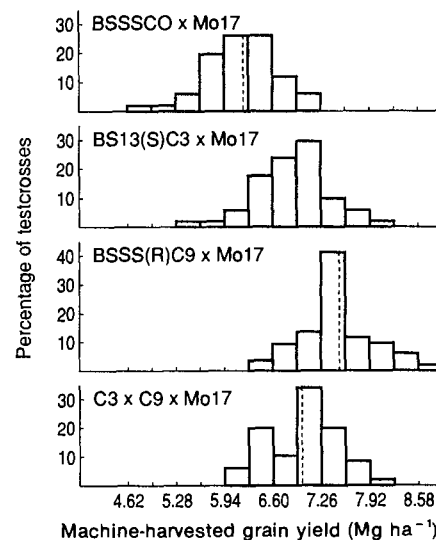 Percentage of testcrosses
BSSSCO x Mo17
30
20
10
BS13(S)C3 x Mo17
30
20
10
BSSS(R)C9 x Mo17
40
30
20
10
C3 x C9 x Mo17
30
20
10
4.62 5.28 5.94 6.60 7.26 7.92 8.58
Machine-harvested grain yield (Mg ha⁻¹)